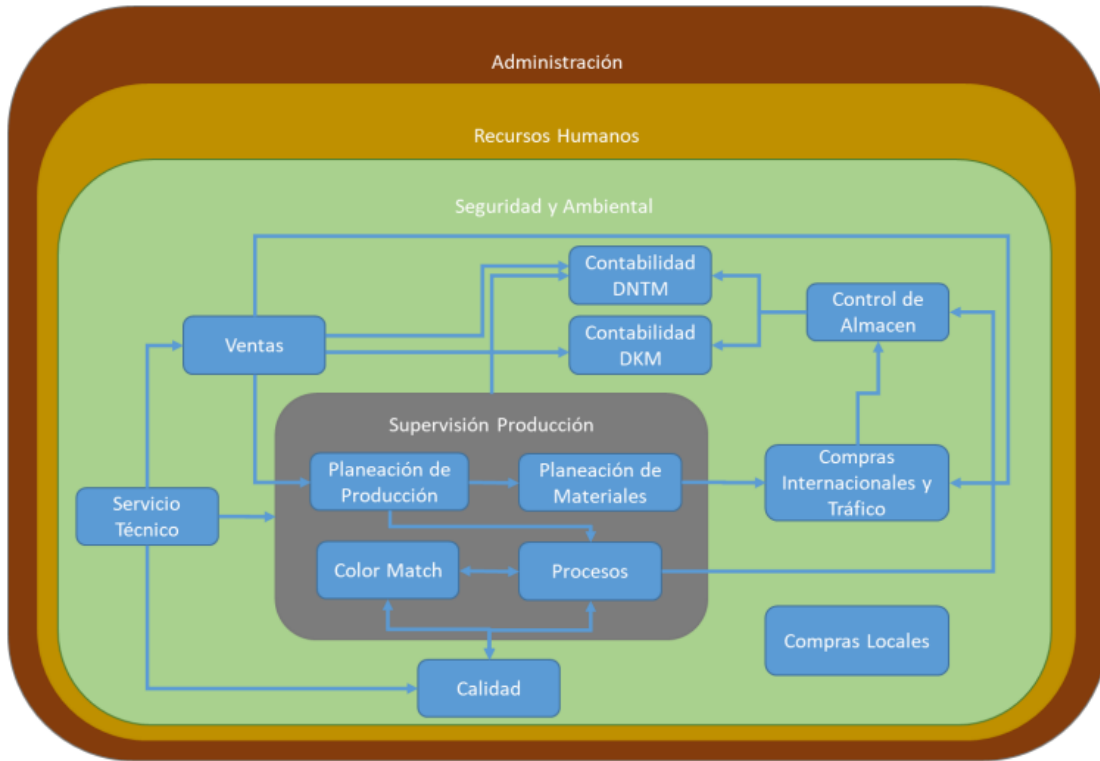 Administración
Recursos Humanos
Seguridad y Ambiental
Contabilidad
DNTM
Control de
Almacen
Ventas
Contabilidad
DKM
Supervisión Producción
Planeación de
Producción
Planeación de
Materiales
Compras
Internacionales y
Tráfico
Servicio
Técnico
Color Match
Procesos
Compras Locales
Calidad